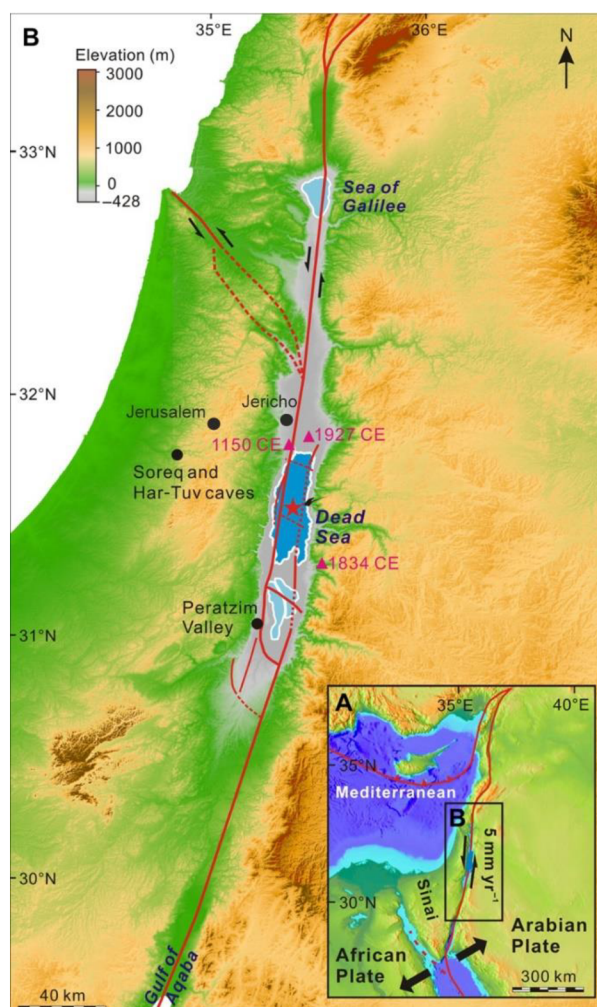 B
35°E
36°E
N
Elevation (m)
3000
2000
1000
0
−428
33°N
Sea of
Galilee
32°N
Jerusalem
Jericho
1150 CE
1927 CE
Soreq and
Har-Tuv caves
Dead
Sea
1834 CE
Peratzim
Valley
31°N
30°N
Gulf of
Aqaba
40 km
A
35°E
40°E
35°N
Mediterranean
B
5 mm yr⁻¹
30°N
Sinai
Arabian
Plate
African
Plate
300 km